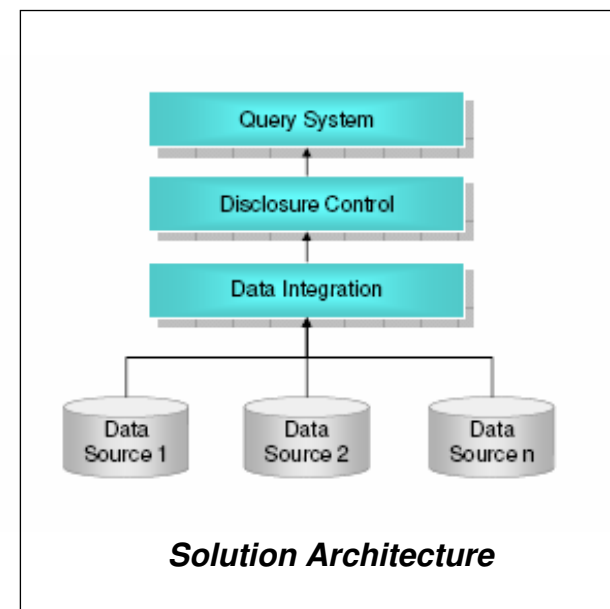 Query System
Disclosure Control
Data Integration
Data
Source 1
Data
Source 2
Data
Source n
Solution Architecture